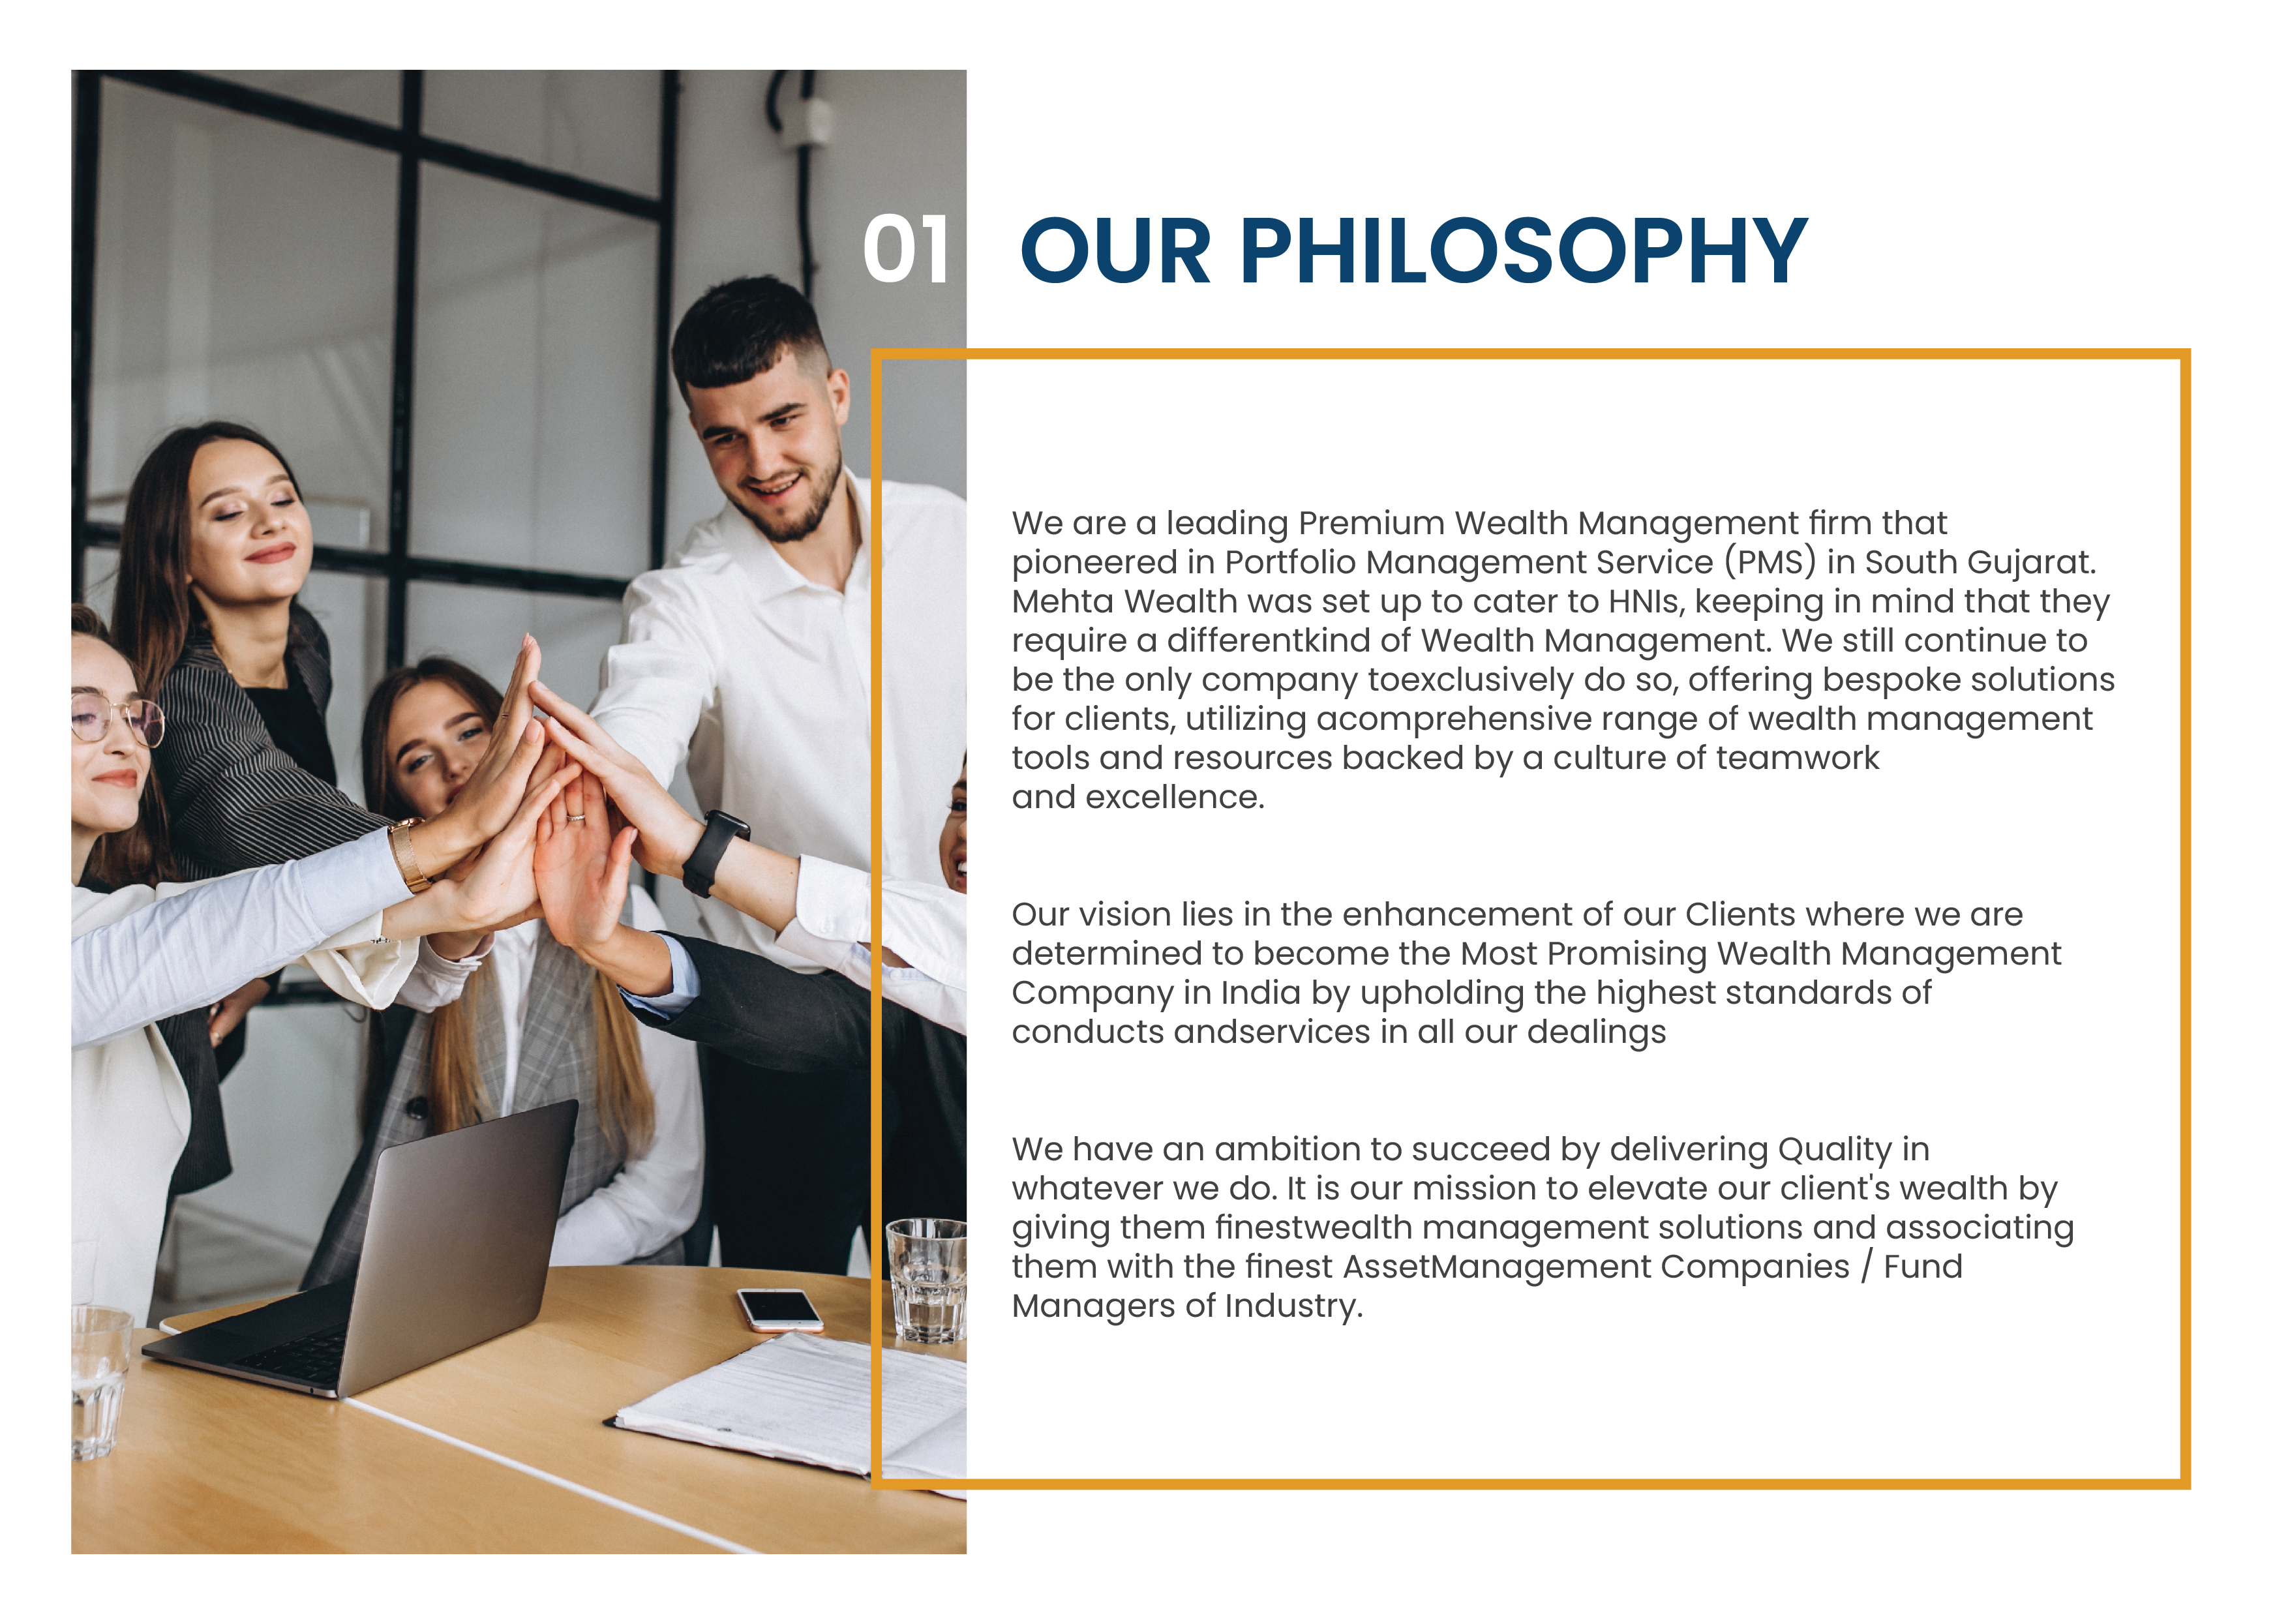 01 OUR PHILOSOPHY
We are a leading Premium Wealth Management firm that
pioneered in Portfolio Management Service (PMS) in South Gujarat.
Mehta Wealth was set up to cater to HNIs, keeping in mind that they
require a differentkind of Wealth Management. We still continue to
be the only company toexclusively do so, offering bespoke solutions
for clients, utilizing acomprehensive range of wealth management
tools and resources backed by a culture of teamwork
and excellence.
Our vision lies in the enhancement of our Clients where we are
determined to become the Most Promising Wealth Management
Company in India by upholding the highest standards of
conducts andservices in all our dealings
We have an ambition to succeed by delivering Quality in
whatever we do. It is our mission to elevate our client's wealth by
giving them finestwealth management solutions and associating
them with the finest AssetManagement Companies / Fund
Managers of Industry.